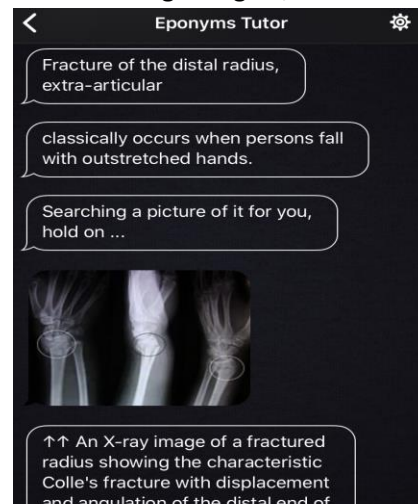 Eponyms Tutor
Fracture of the distal radius,
extra-articular
classically occurs when persons fall
with outstretched hands.
Searching a picture of it for you,
hold on ...
↑↑ An X-ray image of a fractured
radius showing the characteristic
Colle's fracture with displacement
and angulation of the distal end of